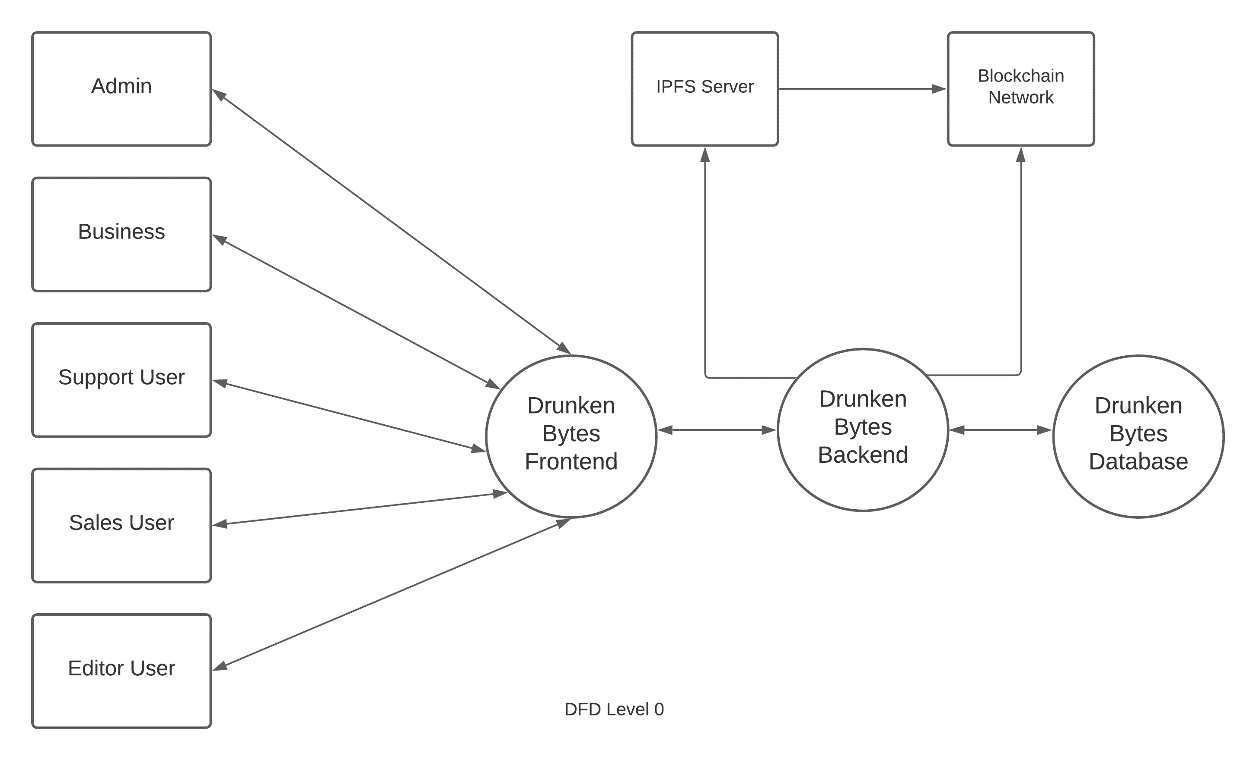 Admin
Business
Support User
Sales User
Editor User
IPFS Server
Blockchain
Network
Drunken
Bytes
Frontend
Drunken
Bytes
Backend
Drunken
Bytes
Database
DFD Level 0